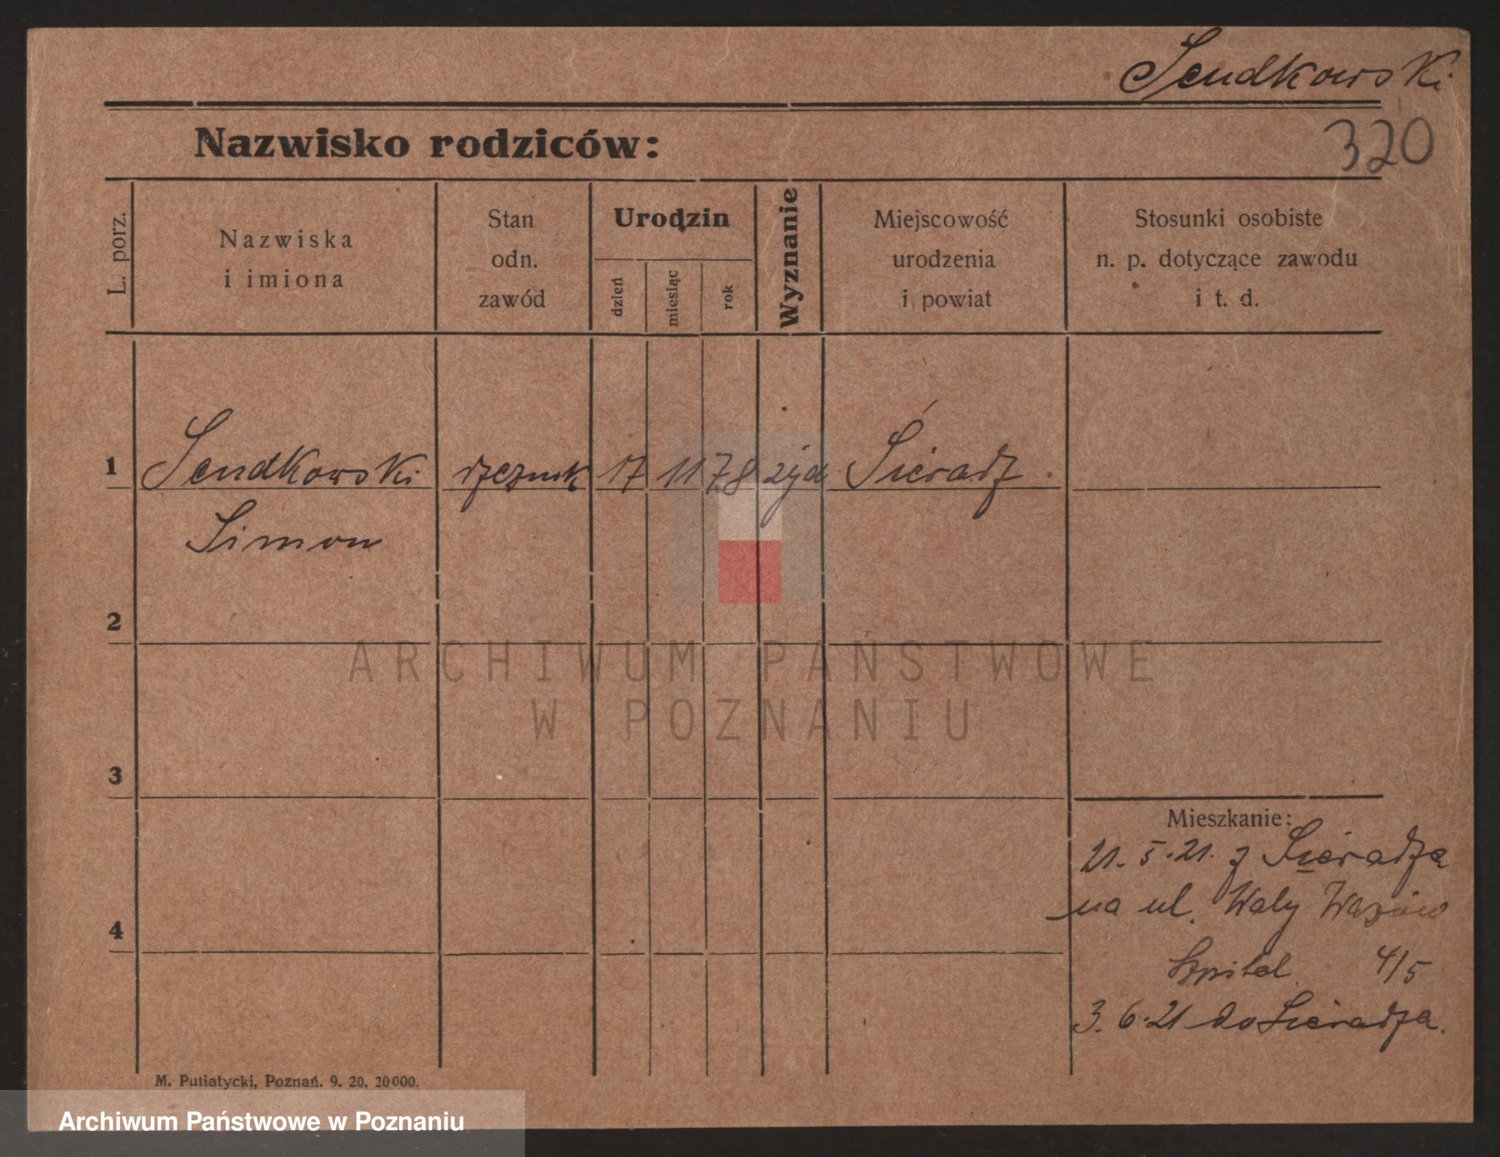 Sendkowski
320
Nazwisko rodziców:
L. porz.
Nazwiska
i imiona
Stan
odn.
zawód
Urodzin
dzień
miesiąc
rok
Wyznanie
Miejscowość
urodzenia
i powiat
Stosunki osobiste
n. p. dotyczące zawodu
i t. d.
1 Sendkowski 17 11 78 żyd Sieradz
Simon
2
ARCHIWUM PAŃSTWOWE
W POZNANIU
3
Mieszkanie:
21. 5. 21. z Sieradza
na ul. Wały Wazów
4
Szpital 4/5
3. 6. 21 do Sieradza.
M. Putiatycki, Poznań. 9. 20. 20000.
Archiwum Państwowe w Poznaniu